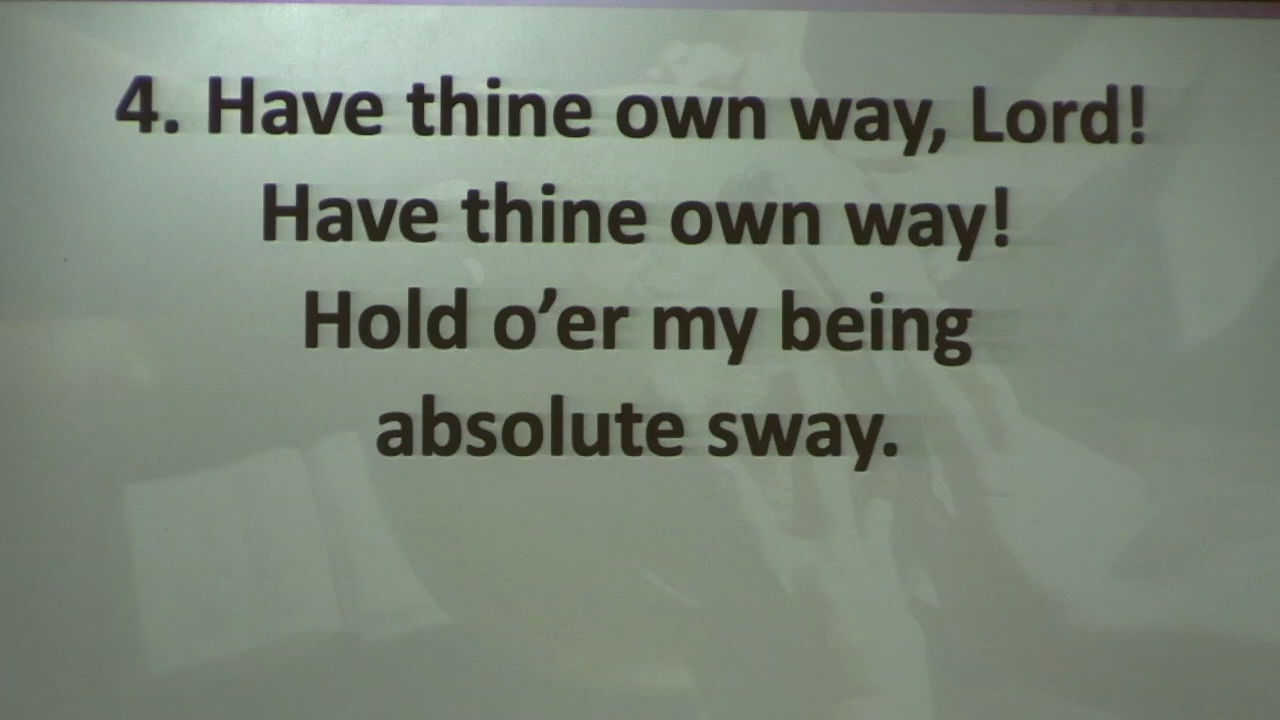 4. Have thine own way, Lord!
Have thine own way!
Hold o’er my being
absolute sway.